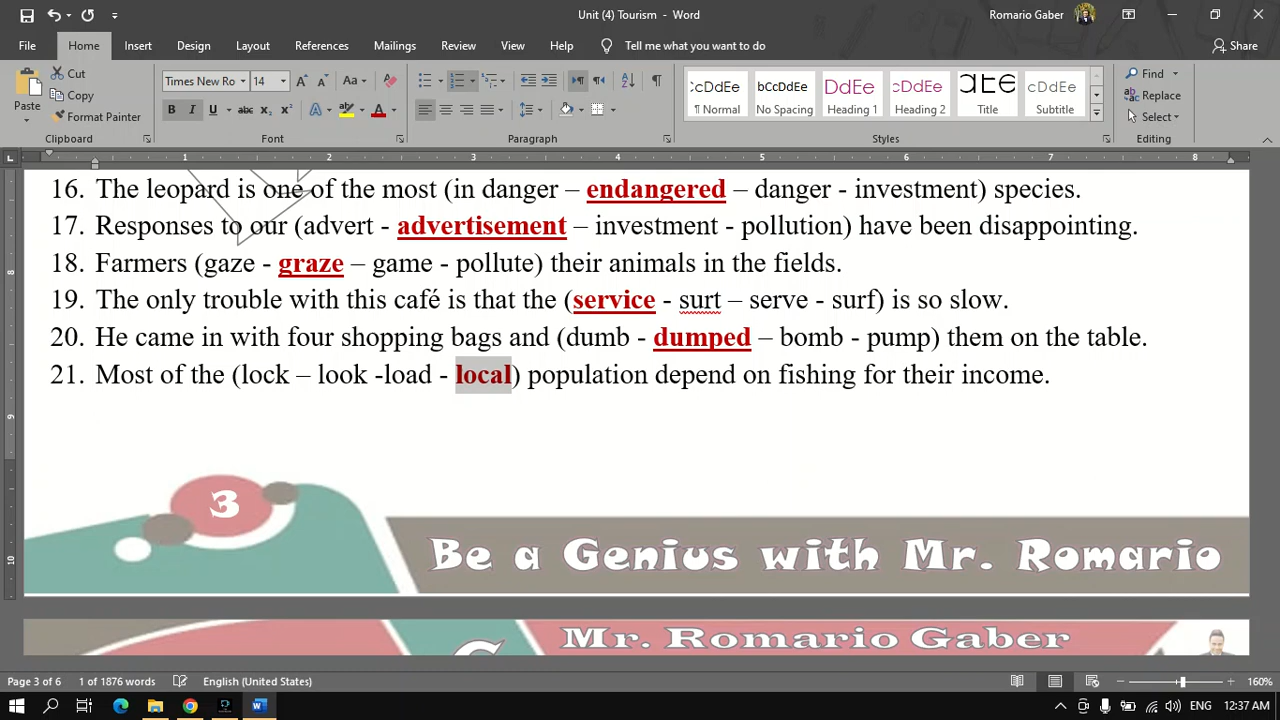 Unit (4) Tourism - Word
Romario Gaber
File Home Insert Design Layout References Mailings Review View Help Tell me what you want to do Share
Paste
Cut
Copy
Format Painter
Clipboard
Times New Ro 14
Font
Paragraph
¶ Normal
No Spacing
Heading 1
Heading 2
Title
Subtitle
Styles
Find
Replace
Select
Editing
1 2 3 4 5 6 7 8
16. The leopard is one of the most (in danger – endangered – danger - investment) species.
17. Responses to our (advert - advertisement – investment - pollution) have been disappointing.
18. Farmers (gaze - graze – game - pollute) their animals in the fields.
19. The only trouble with this café is that the (service - surt – serve - surf) is so slow.
20. He came in with four shopping bags and (dumb - dumped – bomb - pump) them on the table.
21. Most of the (lock – look -load - local) population depend on fishing for their income.
3
Be a Genius with Mr. Romario
Mr. Romario Gaber
Page 3 of 6 1 of 1876 words English (United States) 160%
ENG 12:37 AM